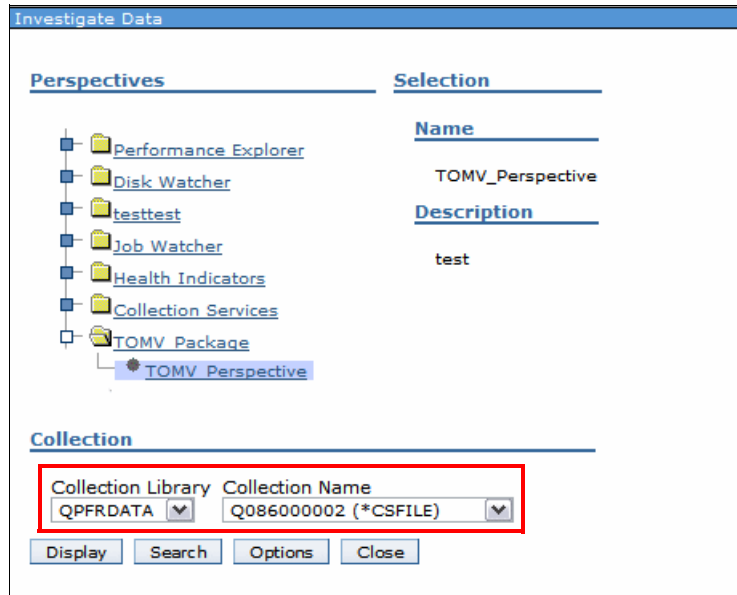 Investigate Data
Perspectives
Selection
Performance Explorer
Disk Watcher
testtest
Job Watcher
Health Indicators
Collection Services
TOMV_Package
TOMV_Perspective
Name
TOMV_Perspective
Description
test
Collection
Collection Library Collection Name
QPFRDATA Q086000002 (*CSFILE)
Display Search Options Close